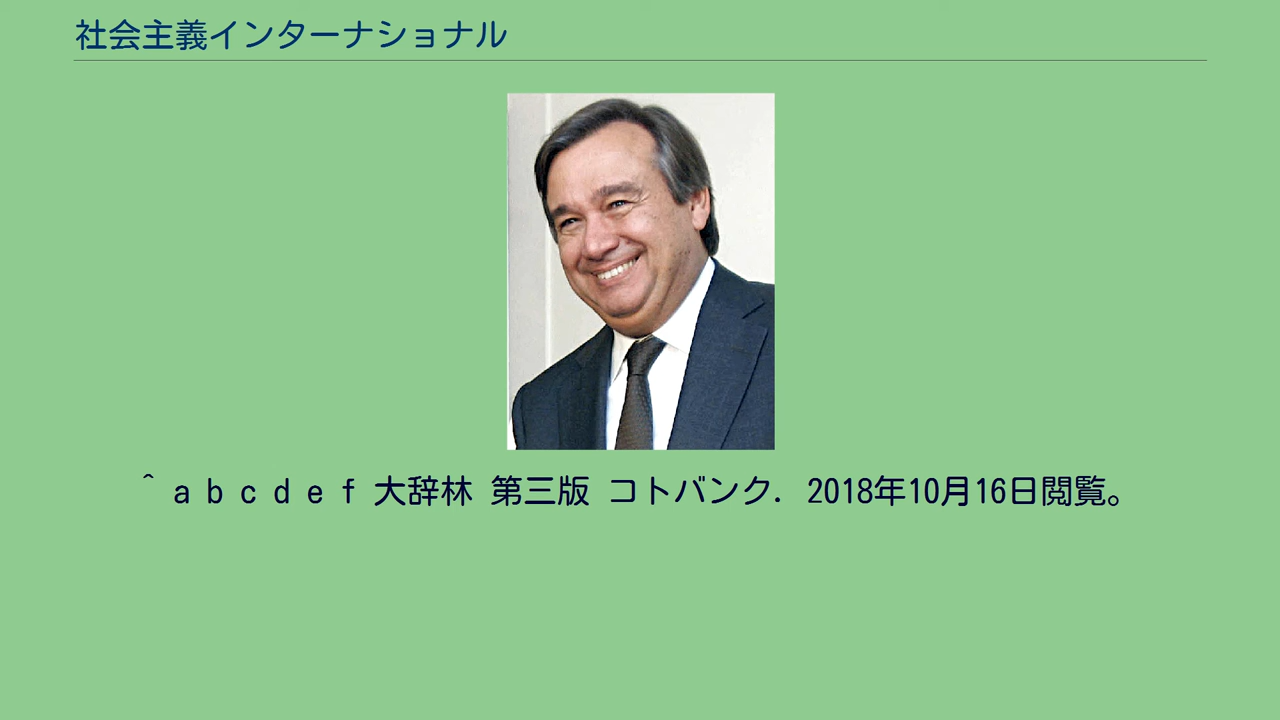 社会主義インターナショナル
^ a b c d e f 大辞林 第三版 コトバンク. 2018年10月16日閲覧。